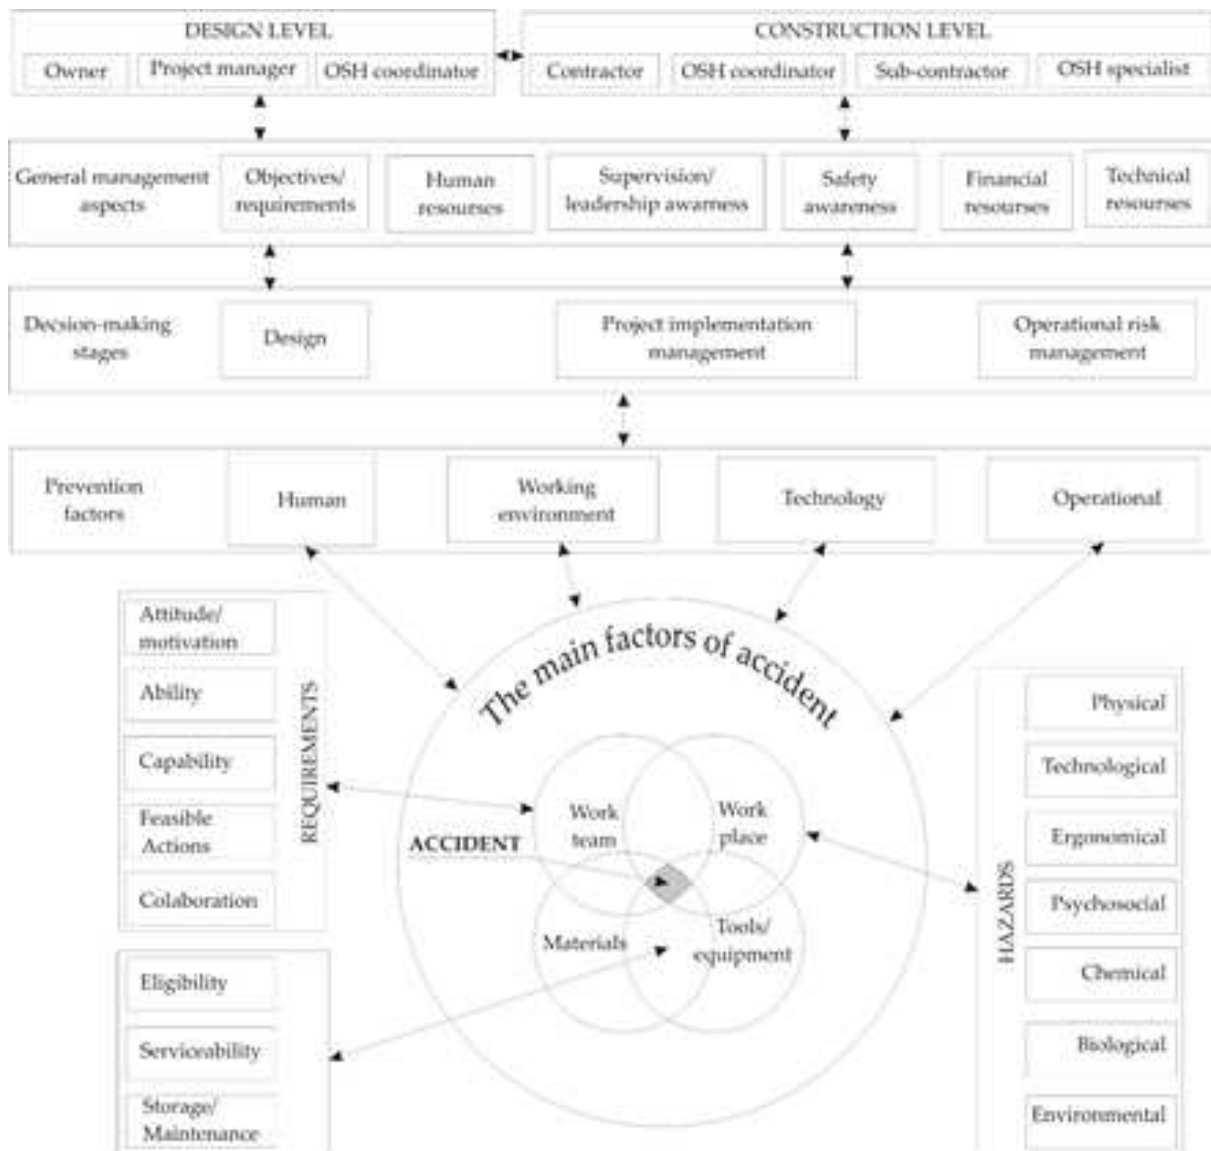 DESIGN LEVEL
Owner
Project manager
OSH coordinator
CONSTRUCTION LEVEL
Contractor
OSH coordinator
Sub-contractor
OSH specialist
General management
aspects
Objectives/
requirements
Human
resourses
Supervision/
leadership awarness
Safety
awareness
Financial
resourses
Technical
resourses
Decsion-making
stages
Design
Project implementation
management
Operational risk
management
Prevention
factors
Human
Working
environment
Technology
Operational
The main factors of accident
Attitude/
motivation
Ability
Capability
Feasible
Actions
Colaboration
REQUIREMENTS
Eligibility
Serviorability
Storage/
Maintenance
ACCIDENT
Work
team
Work
place
Materials
Tools/
equipment
HAZARDS
Physical
Technological
Ergonomical
Psychosocial
Chemical
Biological
Environmental